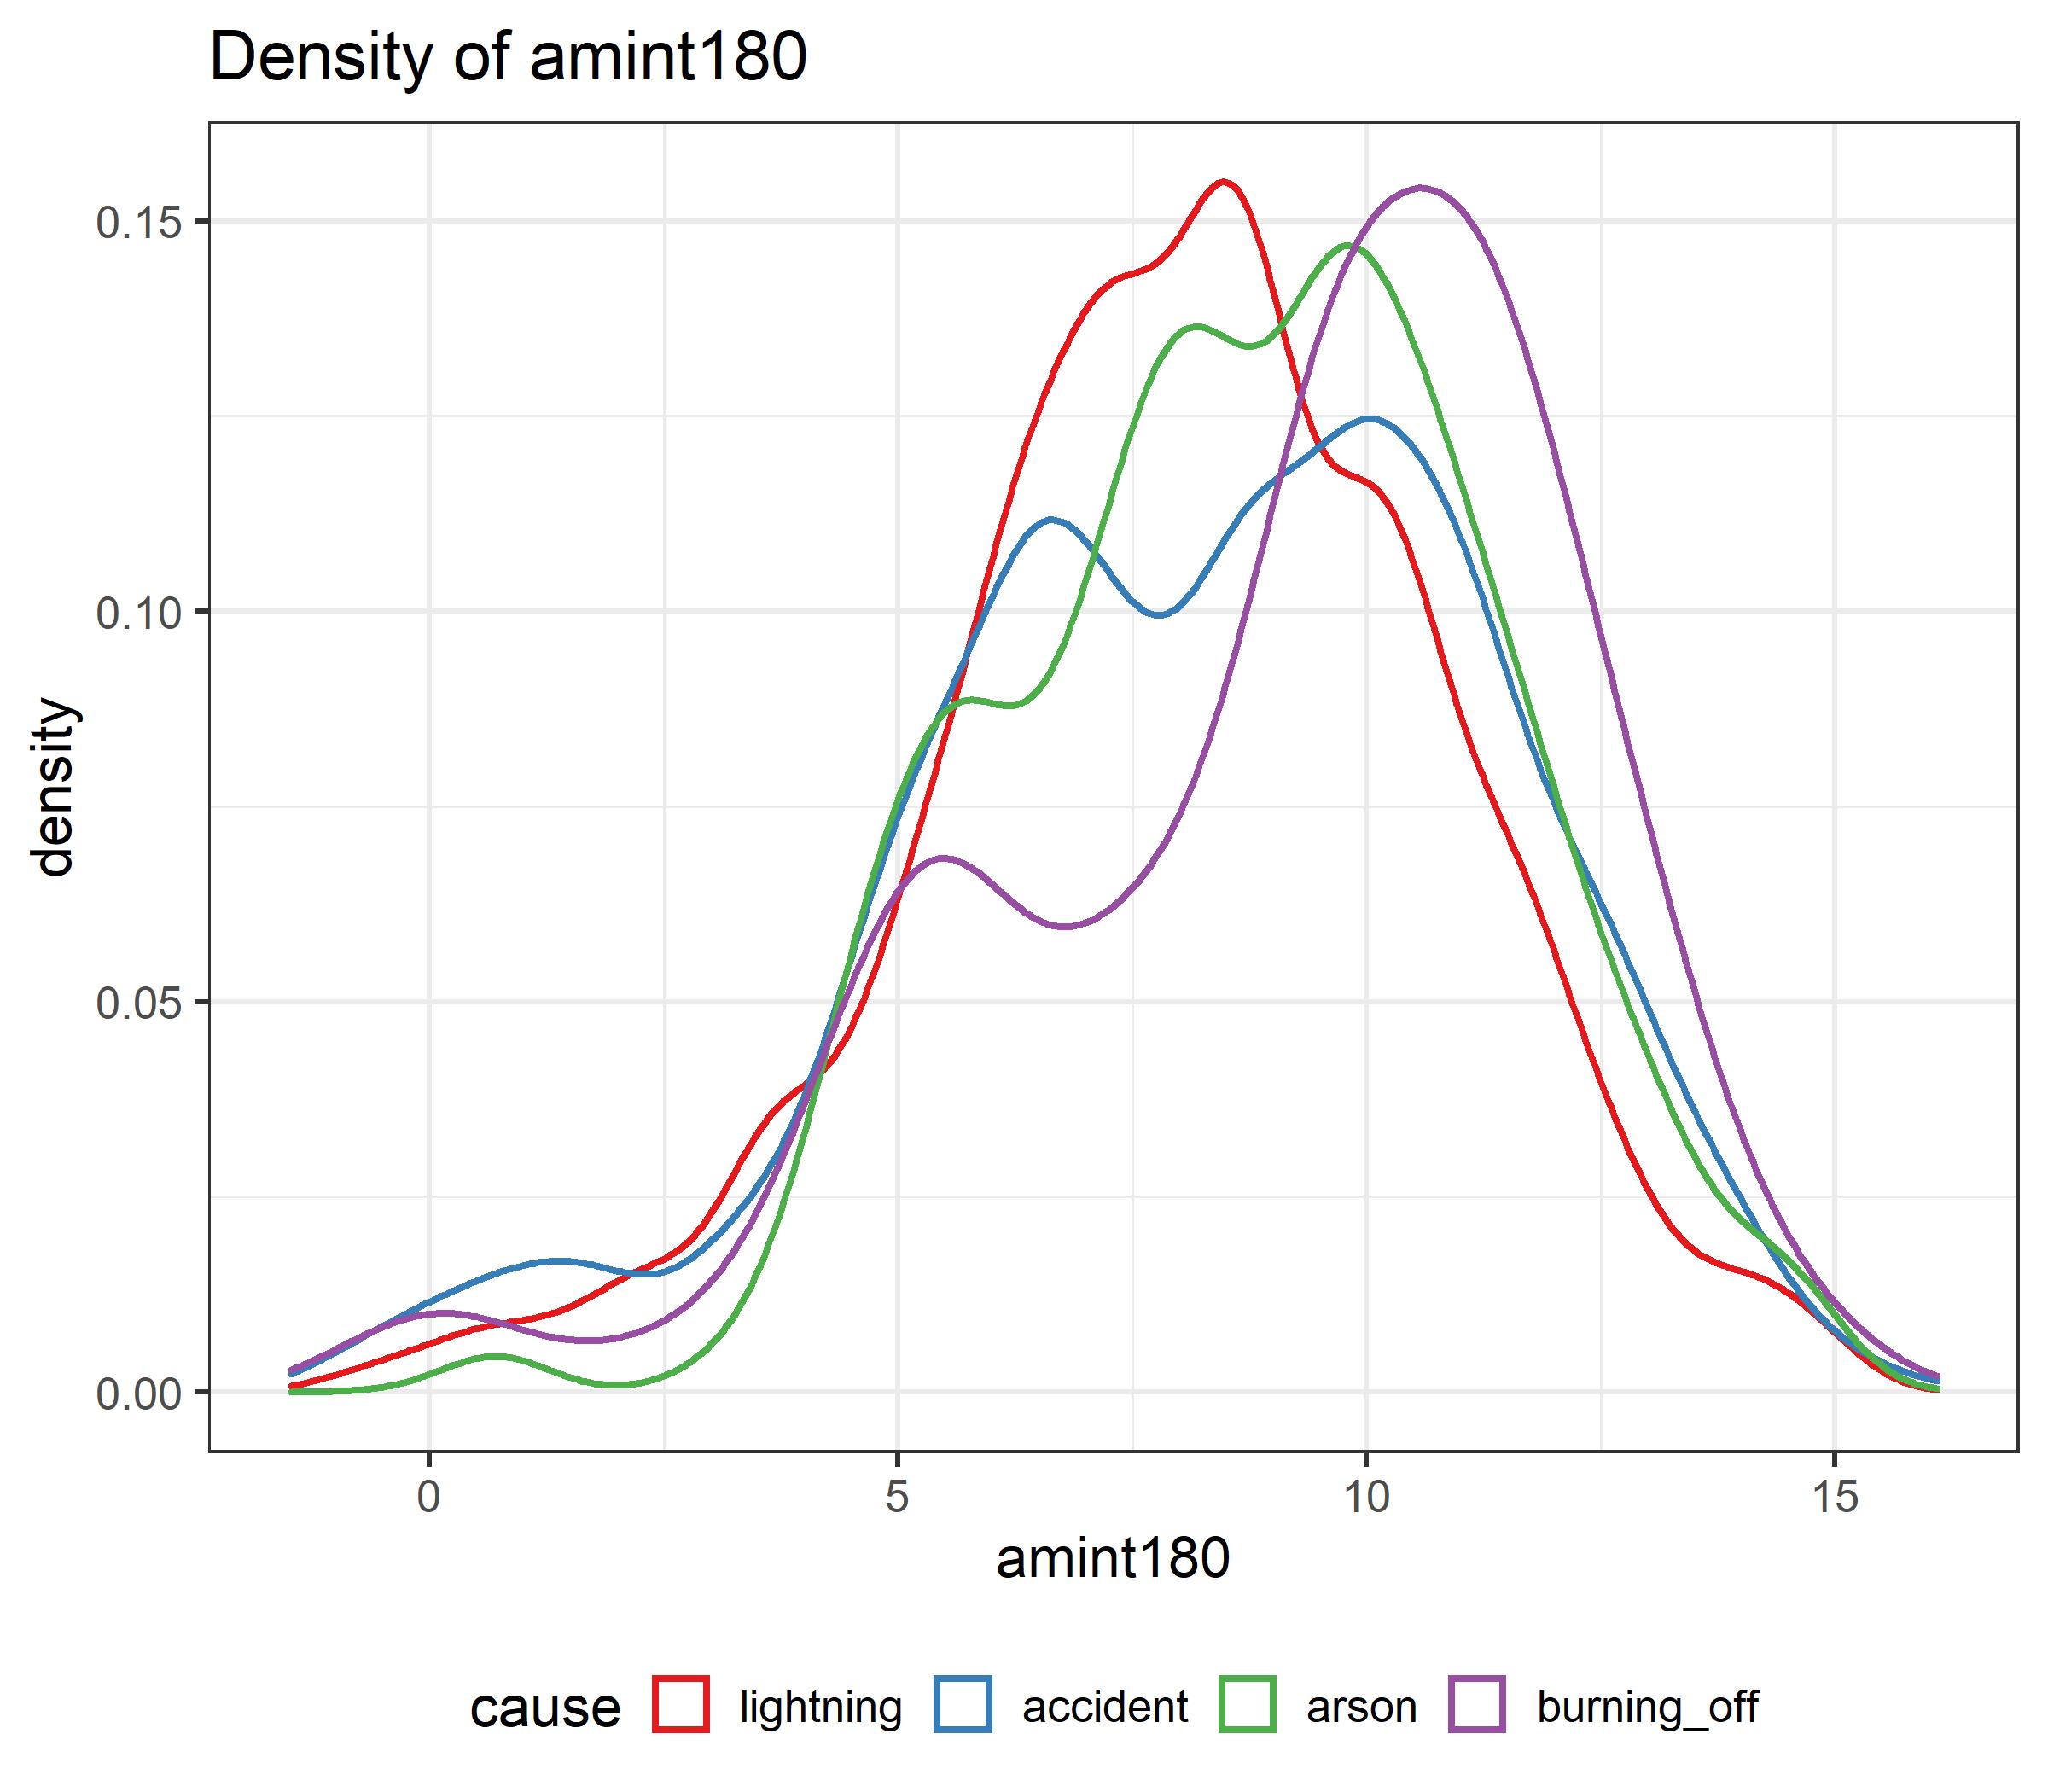 Density of amint180
0.15
0.10
0.05
0.00
density
0 5 10 15
amint180
cause lightning accident arson burning_off